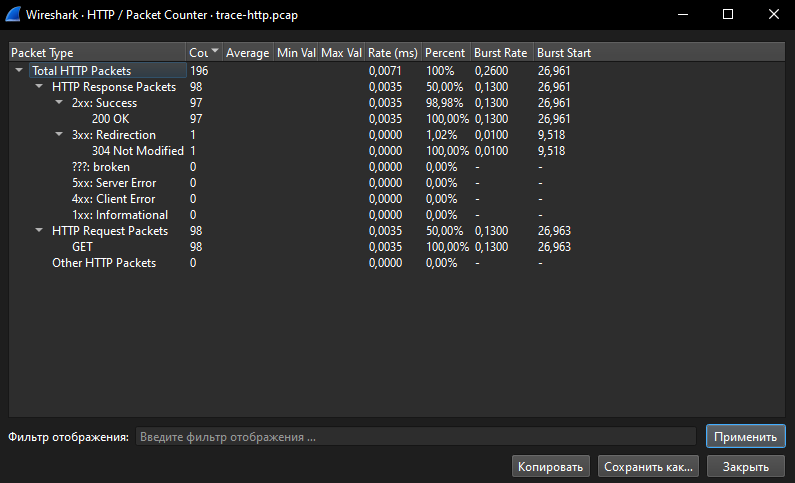 Wireshark · HTTP / Packet Counter · trace-http.pcap
Packet Type Cou Average Min Val Max Val Rate (ms) Percent Burst Rate Burst Start
Total HTTP Packets 196 0,0071 100% 0,2600 26,961
HTTP Response Packets 98 0,0035 50,00% 0,1300 26,961
2xx: Success 97 0,0035 98,98% 0,1300 26,961
200 OK 97 0,0035 100,00% 0,1300 26,961
3xx: Redirection 1 0,0000 1,02% 0,0100 9,518
304 Not Modified 1 0,0000 100,00% 0,0100 9,518
???: broken 0 0,0000 0,00% - -
5xx: Server Error 0 0,0000 0,00% - -
4xx: Client Error 0 0,0000 0,00% - -
1xx: Informational 0 0,0000 0,00% - -
HTTP Request Packets 98 0,0035 50,00% 0,1300 26,963
GET 98 0,0035 100,00% 0,1300 26,963
Other HTTP Packets 0 0,0000 0,00% - -
Фильтр отображения: Введите фильтр отображения ... Применить
Копировать Сохранить как... Закрыть